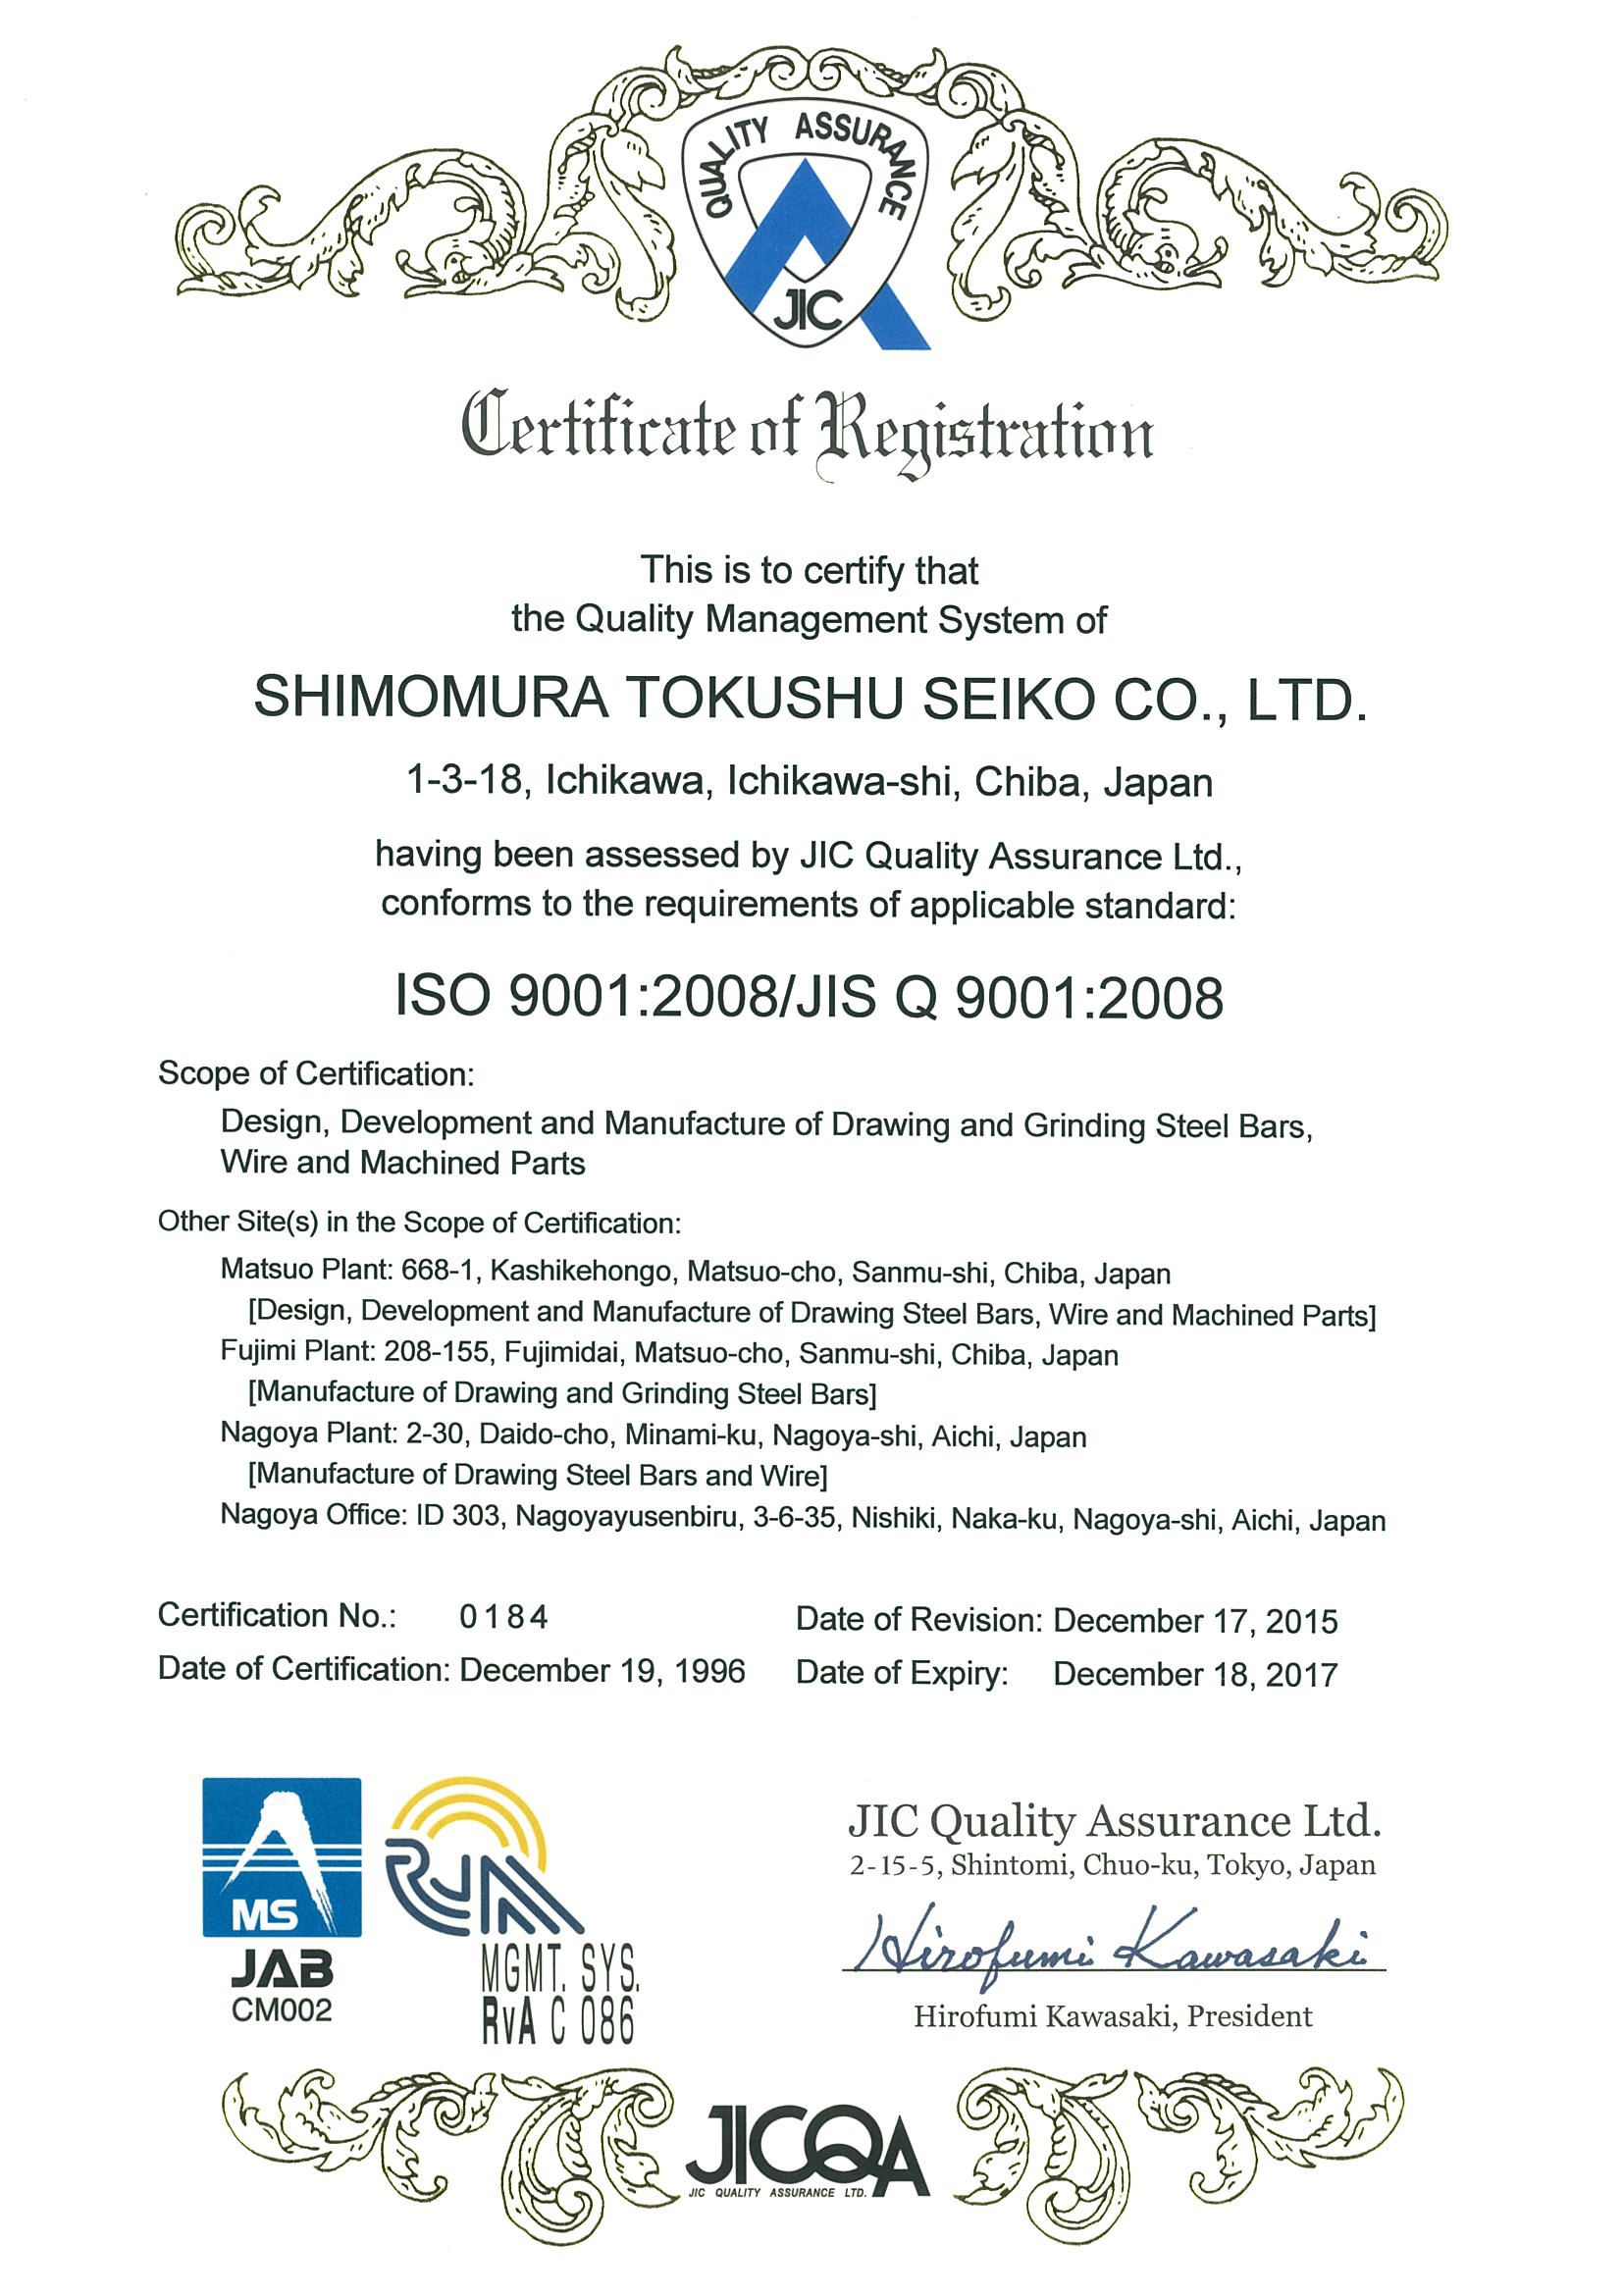 QUALITY ASSURANCE
JIC
Certificate of Registration
This is to certify that
the Quality Management System of
SHIMOMURA TOKUSHU SEIKO CO., LTD.
1-3-18, Ichikawa, Ichikawa-shi, Chiba, Japan
having been assessed by JIC Quality Assurance Ltd.,
conforms to the requirements of applicable standard:
ISO 9001:2008/JIS Q 9001:2008
Scope of Certification:
Design, Development and Manufacture of Drawing and Grinding Steel Bars,
Wire and Machined Parts
Other Site(s) in the Scope of Certification:
Matsuo Plant: 668-1, Kashikehongo, Matsuo-cho, Sanmu-shi, Chiba, Japan
[Design, Development and Manufacture of Drawing Steel Bars, Wire and Machined Parts]
Fujimi Plant: 208-155, Fujimidai, Matsuo-cho, Sanmu-shi, Chiba, Japan
[Manufacture of Drawing and Grinding Steel Bars]
Nagoya Plant: 2-30, Daido-cho, Minami-ku, Nagoya-shi, Aichi, Japan
[Manufacture of Drawing Steel Bars and Wire]
Nagoya Office: ID 303, Nagoyayusenbiru, 3-6-35, Nishiki, Naka-ku, Nagoya-shi, Aichi, Japan
Certification No.: 0184 Date of Revision: December 17, 2015
Date of Certification: December 19, 1996 Date of Expiry: December 18, 2017
MS
JAB
CM002
RvA
MGMT. SYS.
RvA C 086
JIC Quality Assurance Ltd.
2-15-5, Shintomi, Chuo-ku, Tokyo, Japan
Hirofumi Kawasaki
Hirofumi Kawasaki, President
JICQA
JIC QUALITY ASSURANCE LTD.